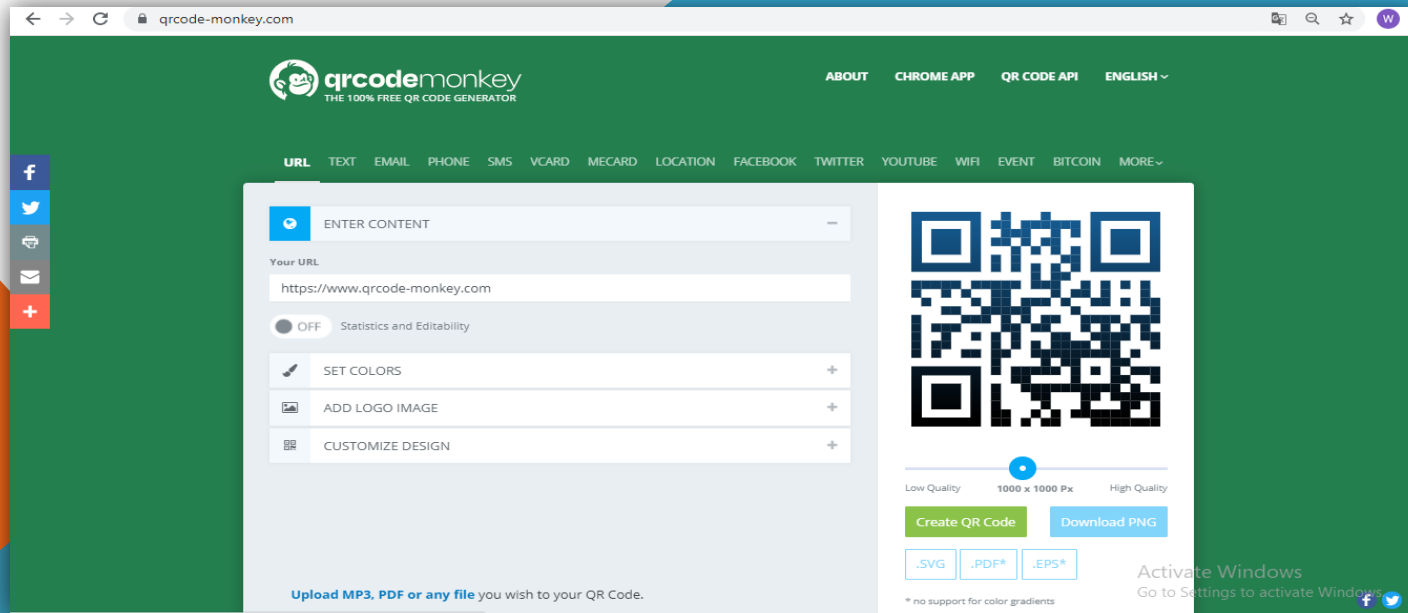 qrcode-monkey.com
W
qrcodemonkey
THE 100% FREE QR CODE GENERATOR
ABOUT CHROME APP QR CODE API ENGLISH
URL TEXT EMAIL PHONE SMS VCARD MECARD LOCATION FACEBOOK TWITTER YOUTUBE WIFI EVENT BITCOIN MORE
ENTER CONTENT
Your URL
https://www.qrcode-monkey.com
OFF Statistics and Editability
SET COLORS
ADD LOGO IMAGE
CUSTOMIZE DESIGN
Upload MP3, PDF or any file you wish to your QR Code.
Low Quality 1000 x 1000 Px High Quality
Create QR Code Download PNG
.SVG .PDF* .EPS*
* no support for color gradients
Activate Windows
Go to Settings to activate Windows.